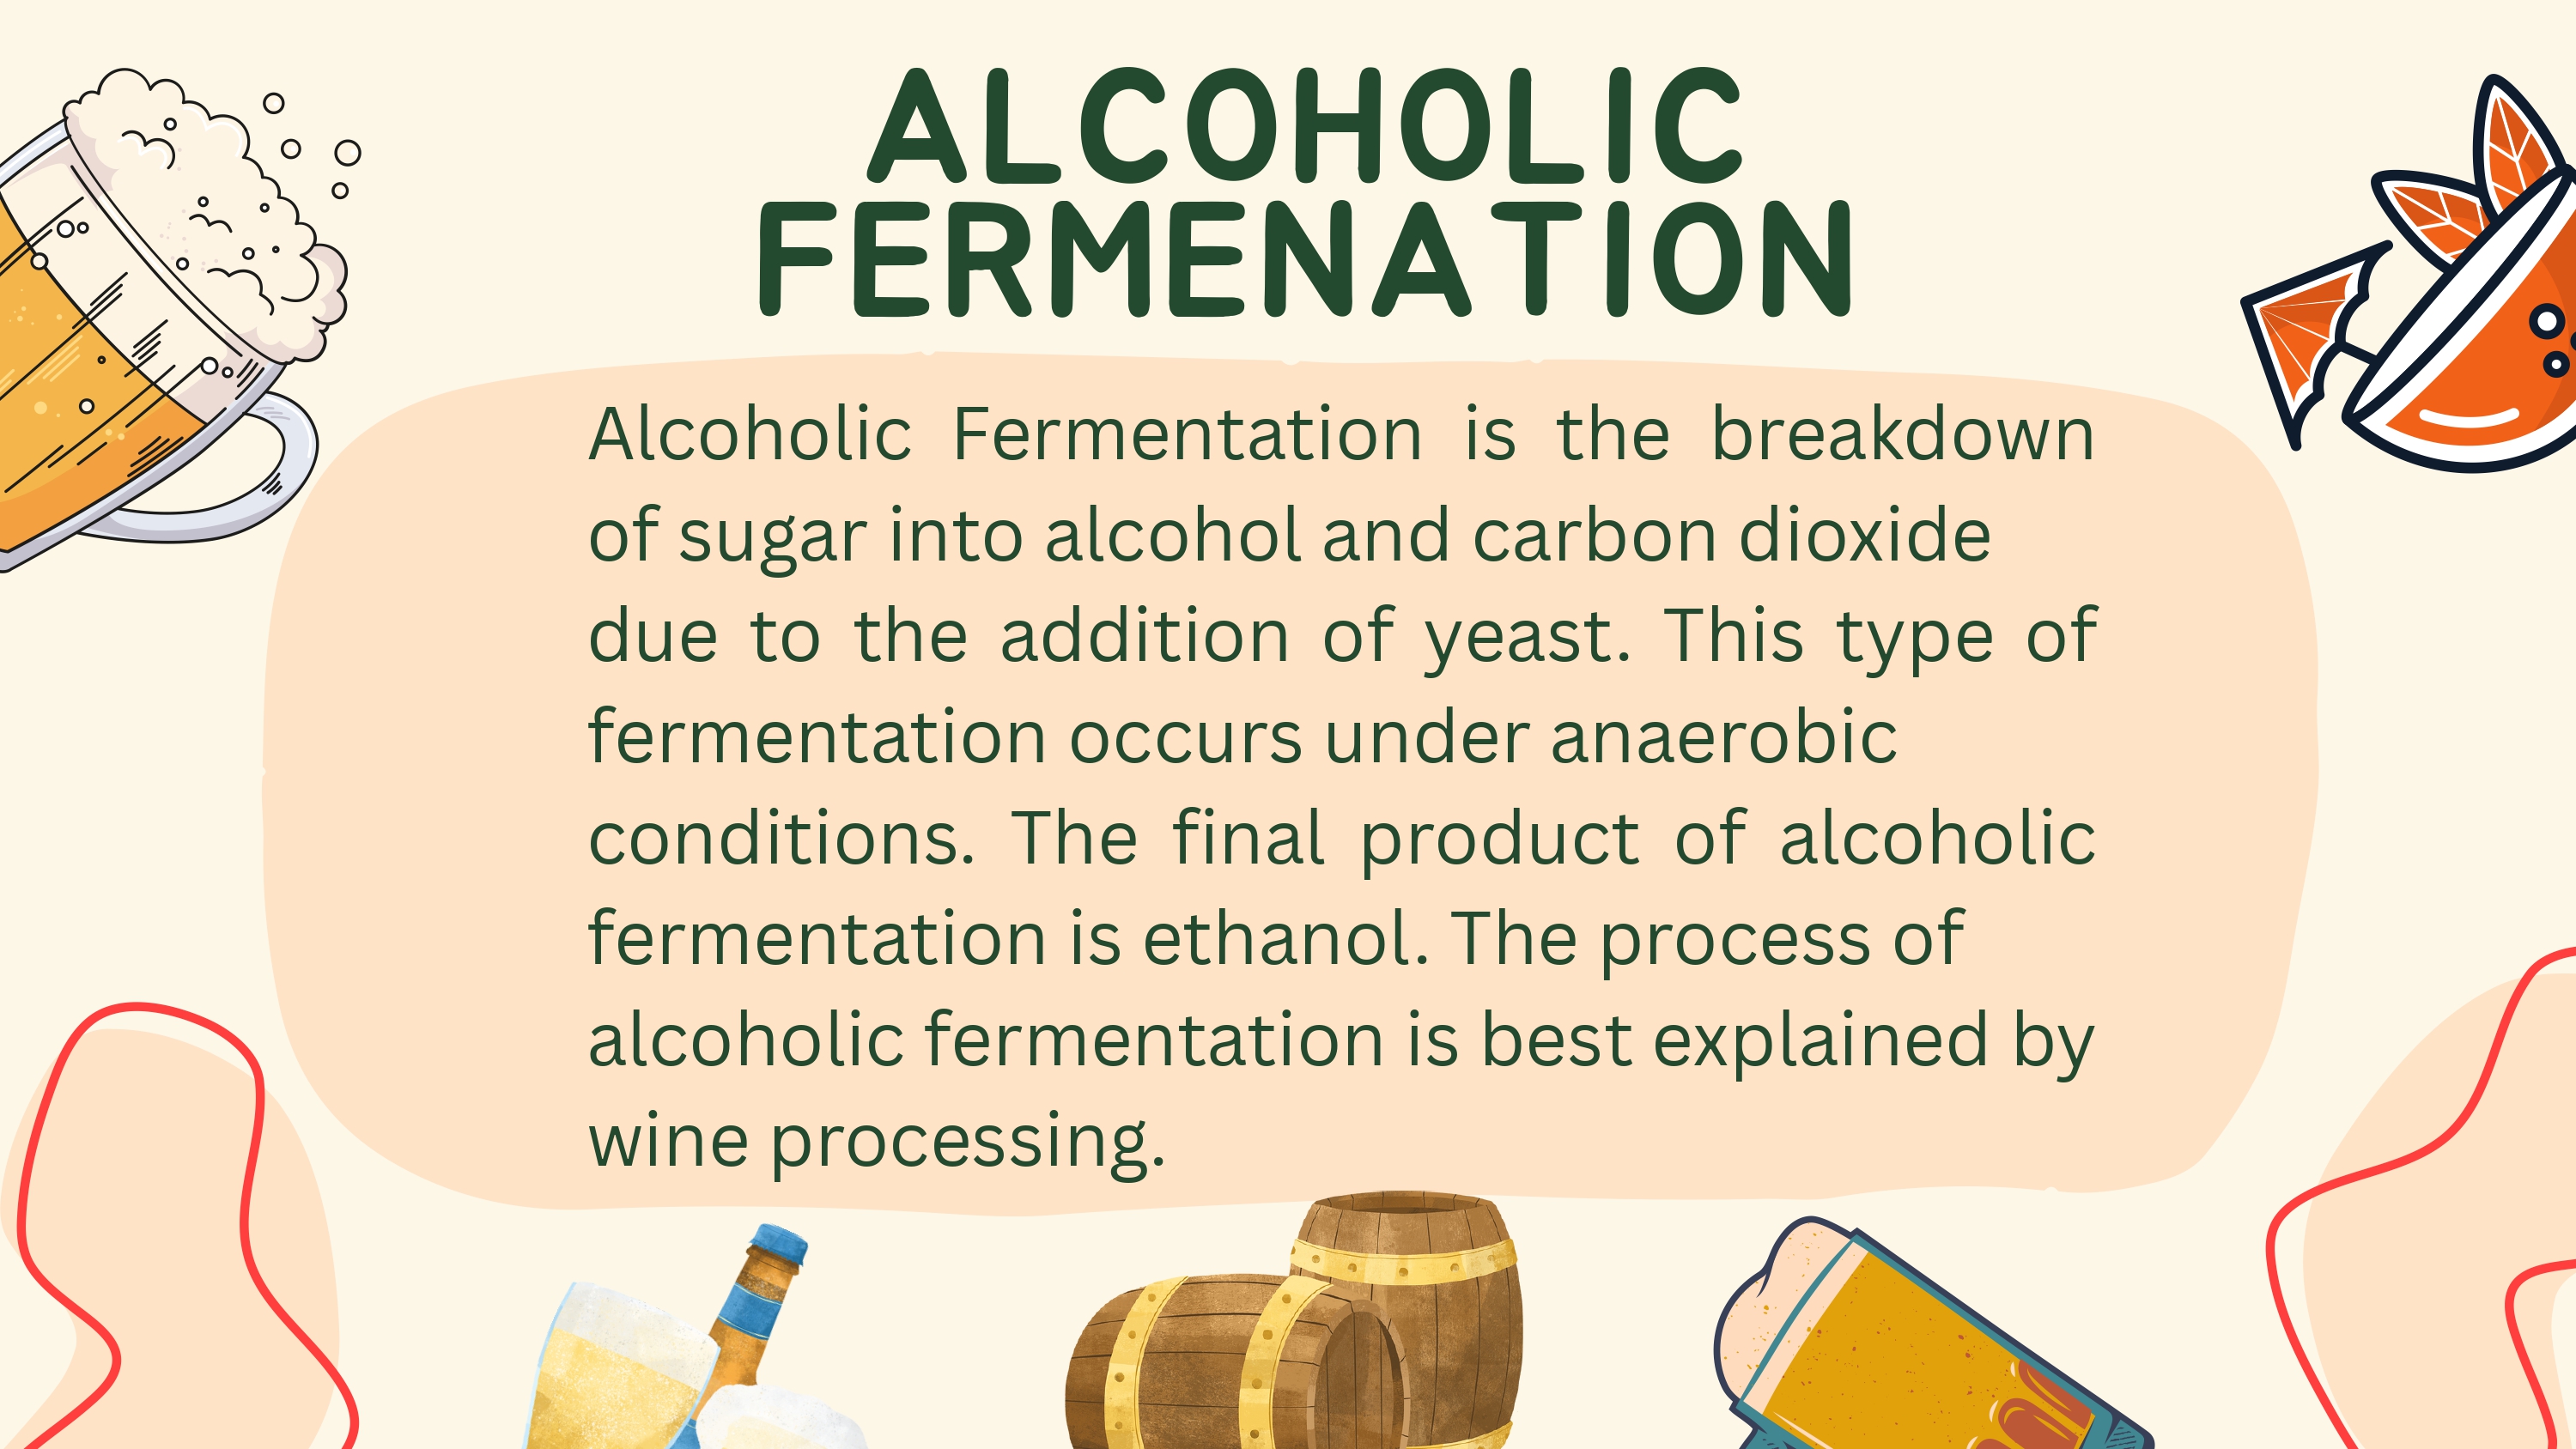 ALCOHOLIC
FERMENATION
Alcoholic Fermentation is the breakdown
of sugar into alcohol and carbon dioxide
due to the addition of yeast. This type of
fermentation occurs under anaerobic
conditions. The final product of alcoholic
fermentation is ethanol. The process of
alcoholic fermentation is best explained by
wine processing.